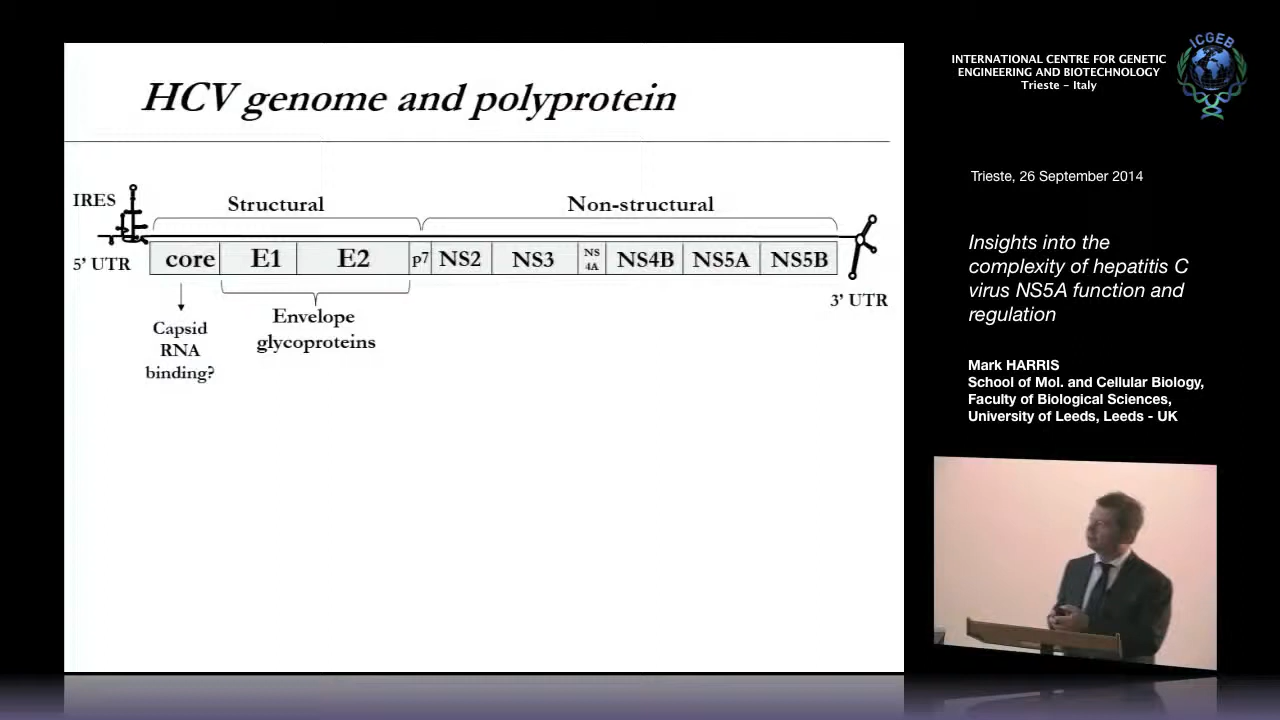 HCV genome and polyprotein
IRES
Structural
Non-structural
5' UTR
core
E1
E2
p7
NS2
NS3
NS
4A
NS4B
NS5A
NS5B
3' UTR
Capsid
RNA
binding?
Envelope
glycoproteins
INTERNATIONAL CENTRE FOR GENETIC
ENGINEERING AND BIOTECHNOLOGY
Trieste - Italy
ICGEB
Trieste, 26 September 2014
Insights into the
complexity of hepatitis C
virus NS5A function and
regulation
Mark HARRIS
School of Mol. and Cellular Biology,
Faculty of Biological Sciences,
University of Leeds, Leeds - UK